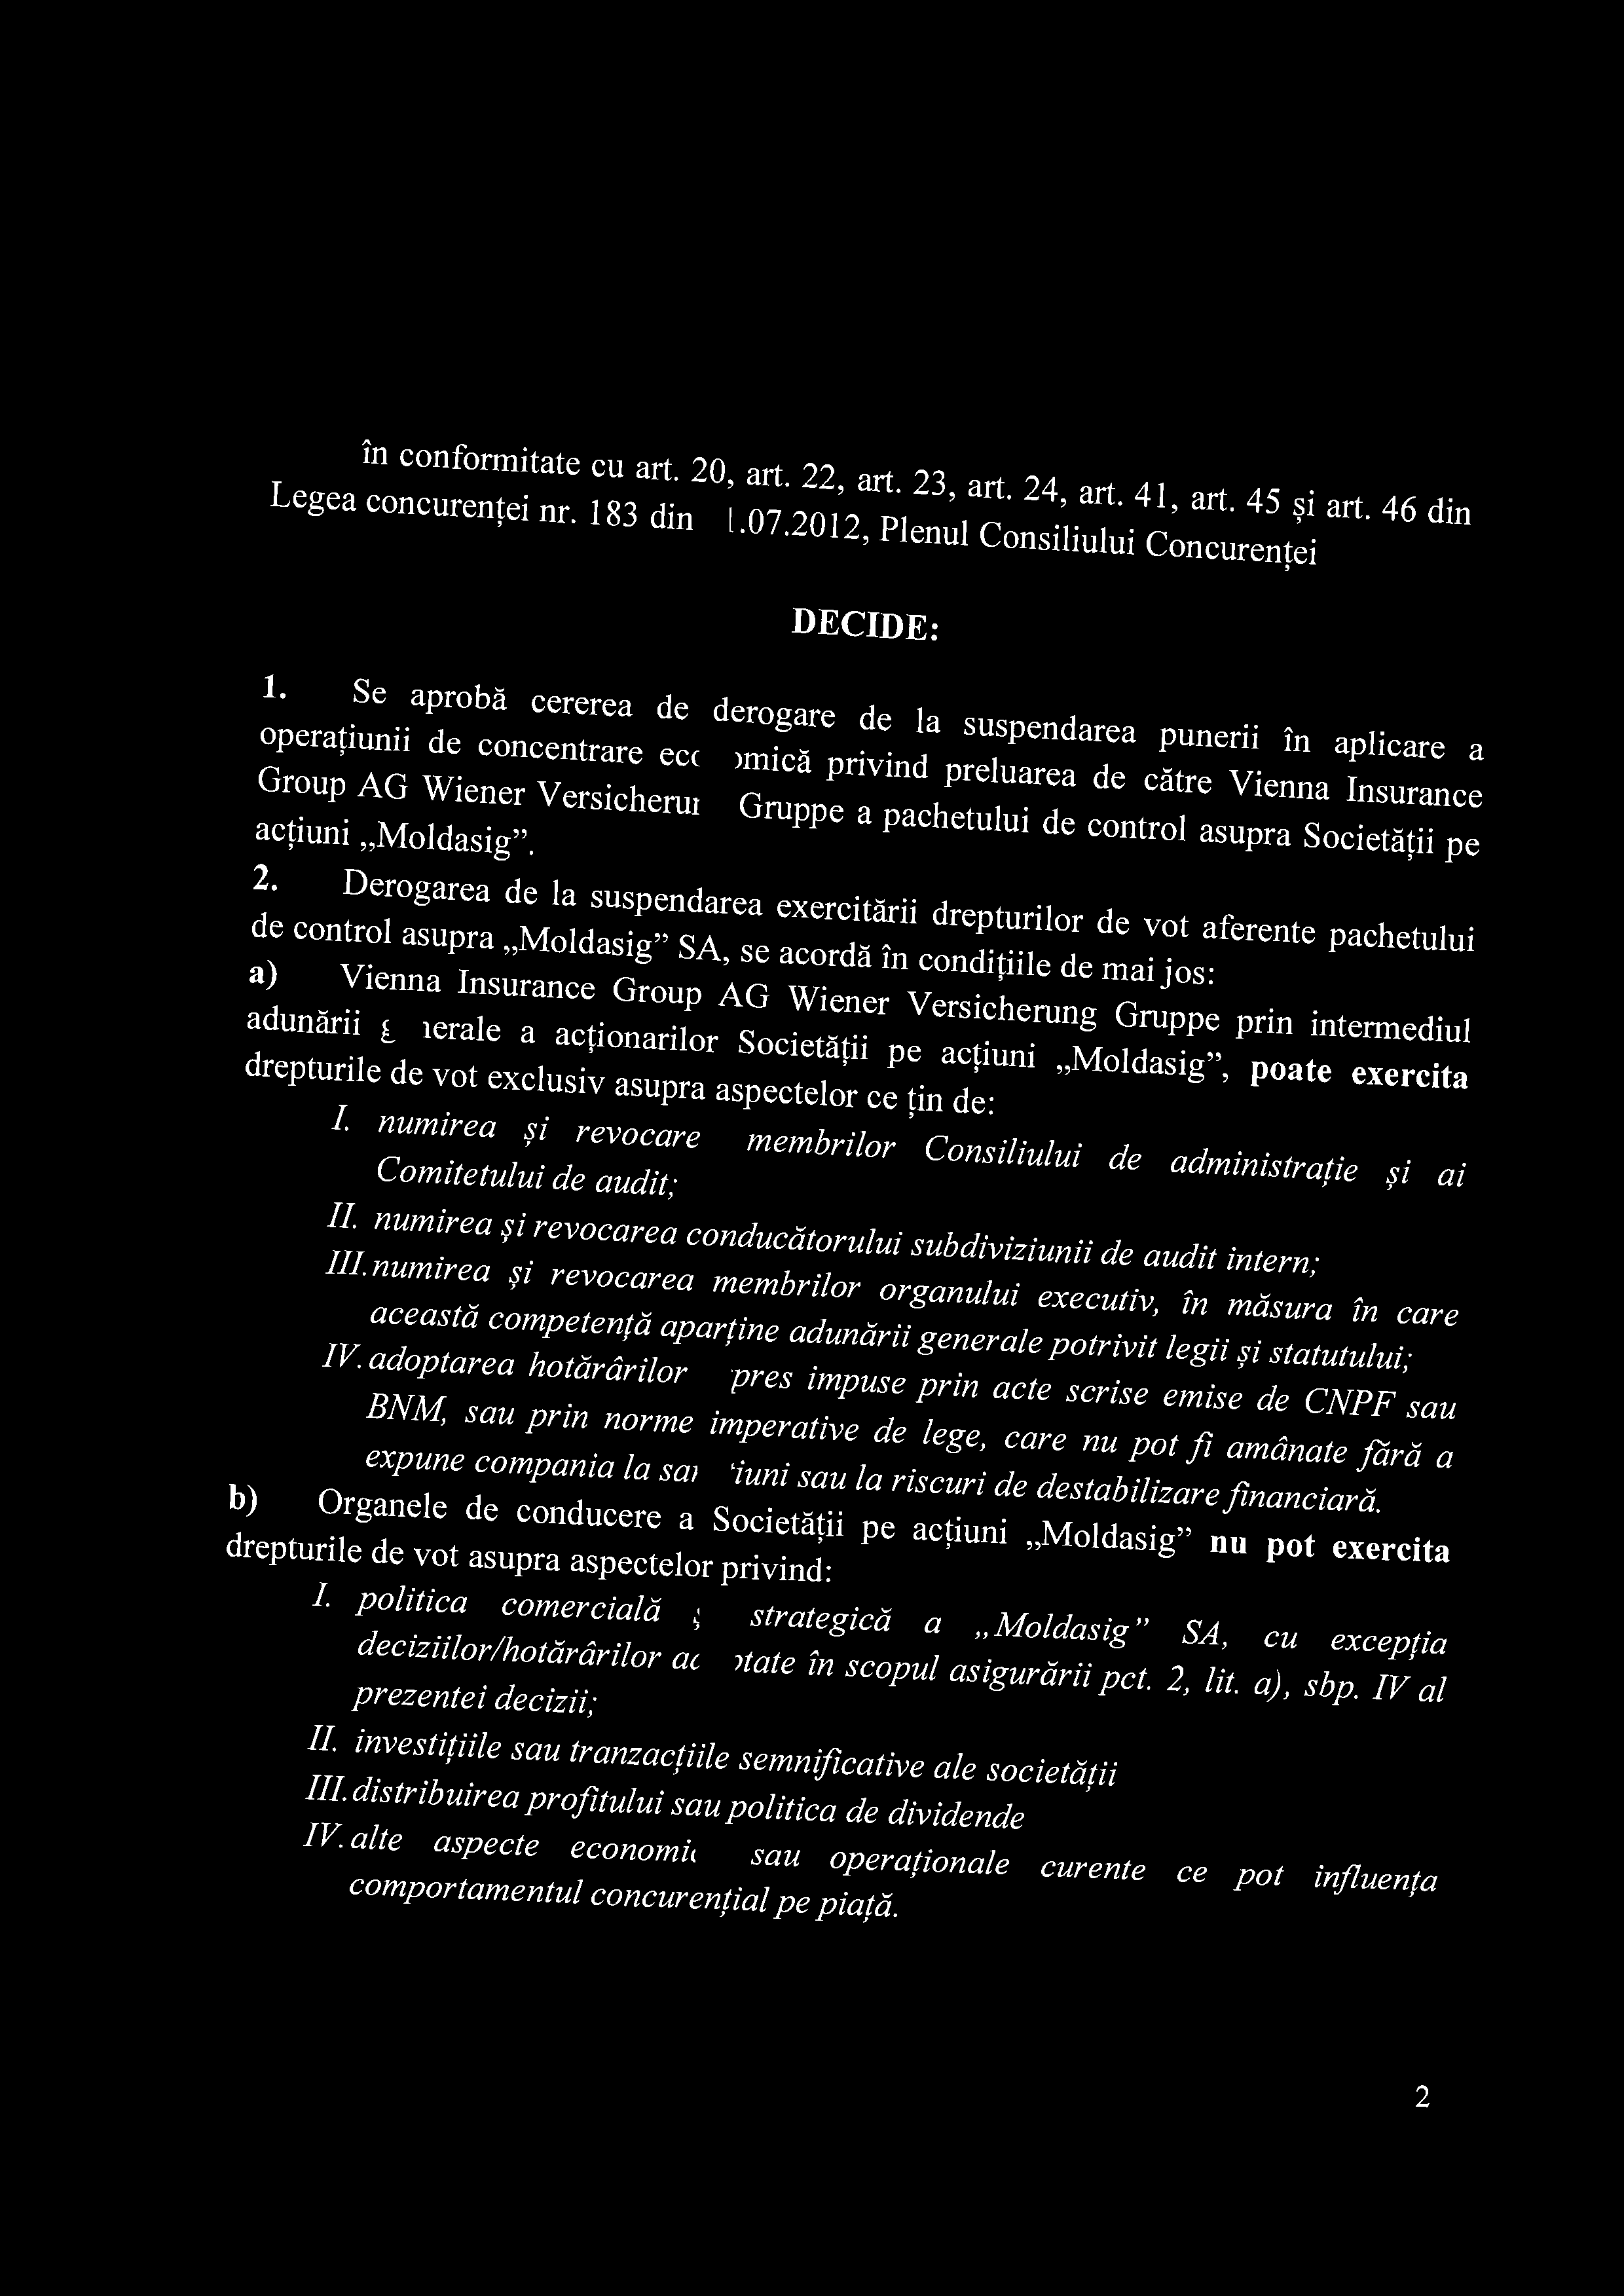 în conformitate cu art. 20, art. 22, art. 23, art. 24, art. 41, art. 45 și art. 46 din
Legea concurenței nr. 183 din .07.2012, Plenul Consiliului Concurenței
DECIDE:
1. Se aprobă cererea de derogare de la suspendarea punerii în aplicare a
operațiunii de concentrare privind preluarea de către Vienna Insurance
Group AG Wiener Gruppe a pachetului de control asupra Societății pe
acțiuni „Moldasig”.
2. Derogarea de la suspendarea exercitării drepturilor de vot aferente pachetului
de control asupra „Moldasig” SA, se acordă în condițiile de mai jos:
a) Vienna Insurance Group AG Wiener Versicherung Gruppe prin intermediul
adunării a acționarilor Societății pe acțiuni „Moldasig”, poate exercita
drepturile de vot exclusiv asupra aspectelor ce țin de:
I. numirea și revocare membrilor Consiliului de administrație și ai
Comitetului de audit;
II. numirea și revocarea conducătorului subdiviziunii de audit intern;
III. numirea și revocarea membrilor organului executiv, în măsura în care
această competență aparține adunării generale potrivit legii și statutului;
IV. adoptarea hotărârilor impuse prin acte scrise emise de CNPF sau
BNM, sau prin norme imperative de lege, care nu pot fi amânate fără a
expune compania la sau la riscuri de destabilizare financiară.
b) Organele de conducere a Societății pe acțiuni „Moldasig” nu pot exercita
drepturile de vot asupra aspectelor privind:
I. politica comercială strategică a „Moldasig” SA, cu excepția
deciziilor/hotărârilor în scopul asigurării pct. 2, lit. a), sbp. IV al
prezentei decizii;
II. investițiile sau tranzacțiile semnificative ale societății
III. distribuirea profitului sau politica de dividende
IV. alte aspecte sau operaționale curente ce pot influența
comportamentul concurențial pe piață.
2